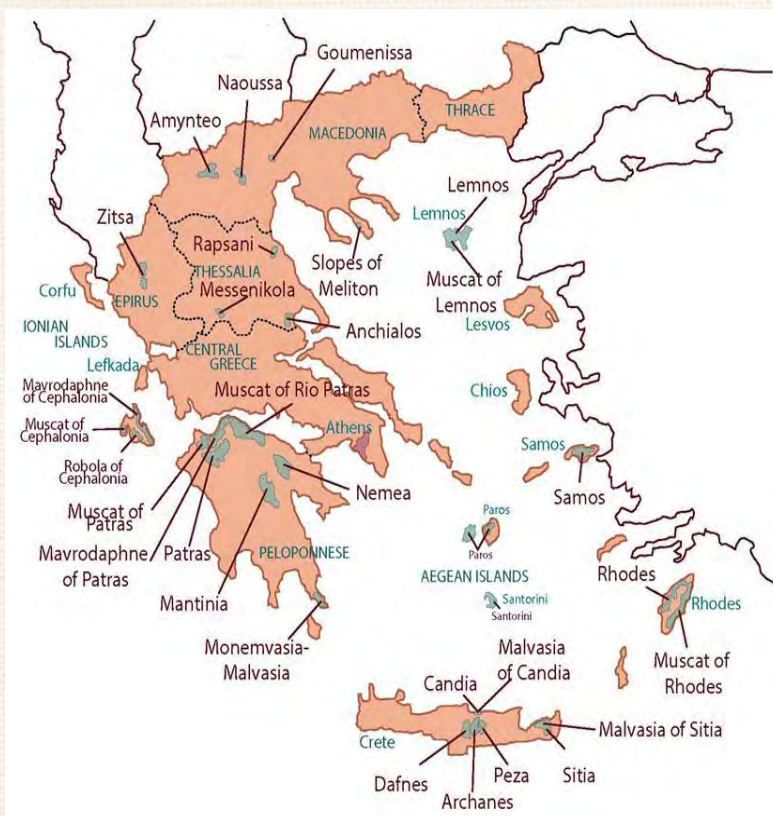 Goumenissa
Naoussa
THRACE
Amynteo
MACEDONIA
Lemnos
Zitsa
Lemnos
Rapsani
Slopes of
Meliton
THESSALIA
Muscat of
Lemnos
Corfu
EPIRUS
Messenikola
Lesvos
IONIAN
ISLANDS
Anchialos
CENTRAL
GREECE
Lefkada
Mavrodaphne
of Cephalonia
Muscat of Rio Patras
Chios
Muscat of
Cephalonia
Athens
Samos
Robola of
Cephalonia
Nemea
Samos
Muscat of
Patras
Paros
Paros
Mavrodaphne
of Patras
Patras
PELOPONNESE
AEGEAN ISLANDS
Rhodes
Mantinia
Santorini
Santorini
Rhodes
Monemvasia-
Malvasia
Malvasia
of Candia
Muscat of
Rhodes
Candia
Crete
Malvasia of Sitia
Dafnes
Peza
Sitia
Archanes